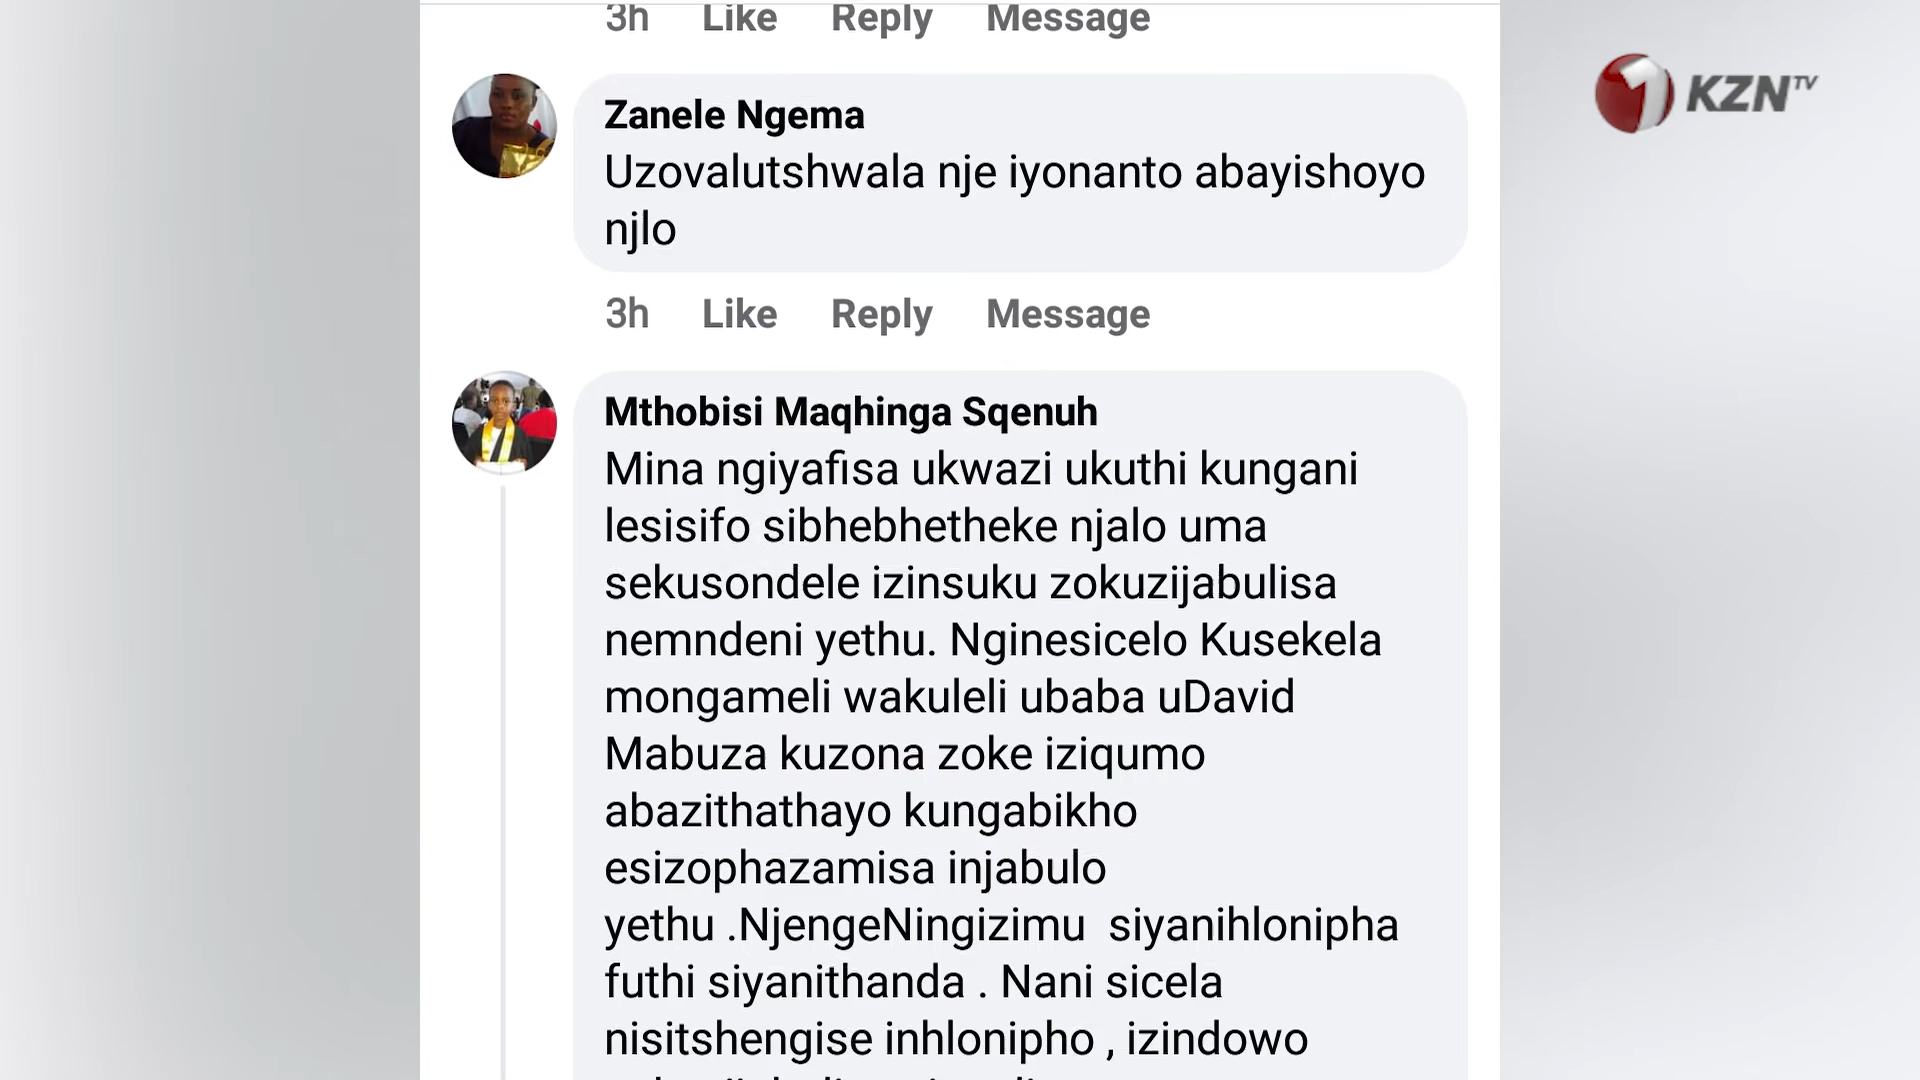 3h Like Reply Message
1KZN TV
Zanele Ngema
Uzovalutshwala nje iyonanto abayishoyo
njlo
3h Like Reply Message
Mthobisi Maqhinga Sqenuh
Mina ngiyafisa ukwazi ukuthi kungani
lesisifo sibhebhetheke njalo uma
sekusondele izinsuku zokuzijabulisa
nemndeni yethu. Nginesicelo Kusekela
mongameli wakuleli ubaba uDavid
Mabuza kuzona zoke iziqumo
abazithathayo kungabikho
esizophazamisa injabulo
yethu .NjengeNingizimu siyanihlonipha
futhi siyanithanda . Nani sicela
nisitshengise inhlonipho , izindowo